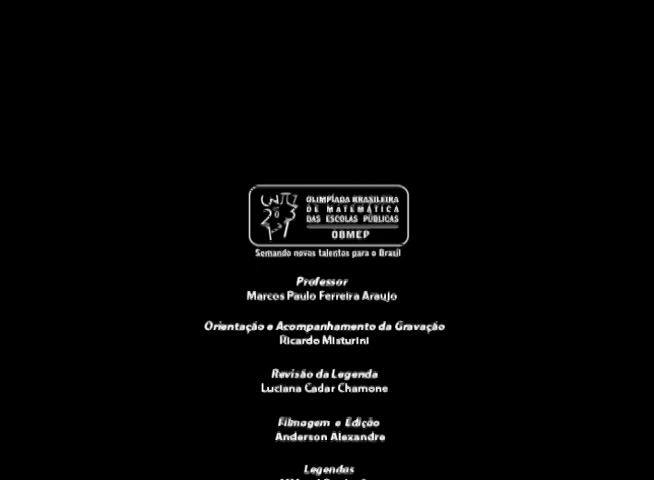 OLIMPÍADA BRASILEIRA
DE MATEMÁTICA
DAS ESCOLAS PÚBLICAS
OBMEP
Somando novos talentos para o Brasil
Professor
Marcos Paulo Ferreira Araujo
Orientação e Acompanhamento da Gravação
Ricardo Misturini
Revisão da Legenda
Luciana Cadar Chamone
Filmagem e Edição
Anderson Alexandre
Legendas